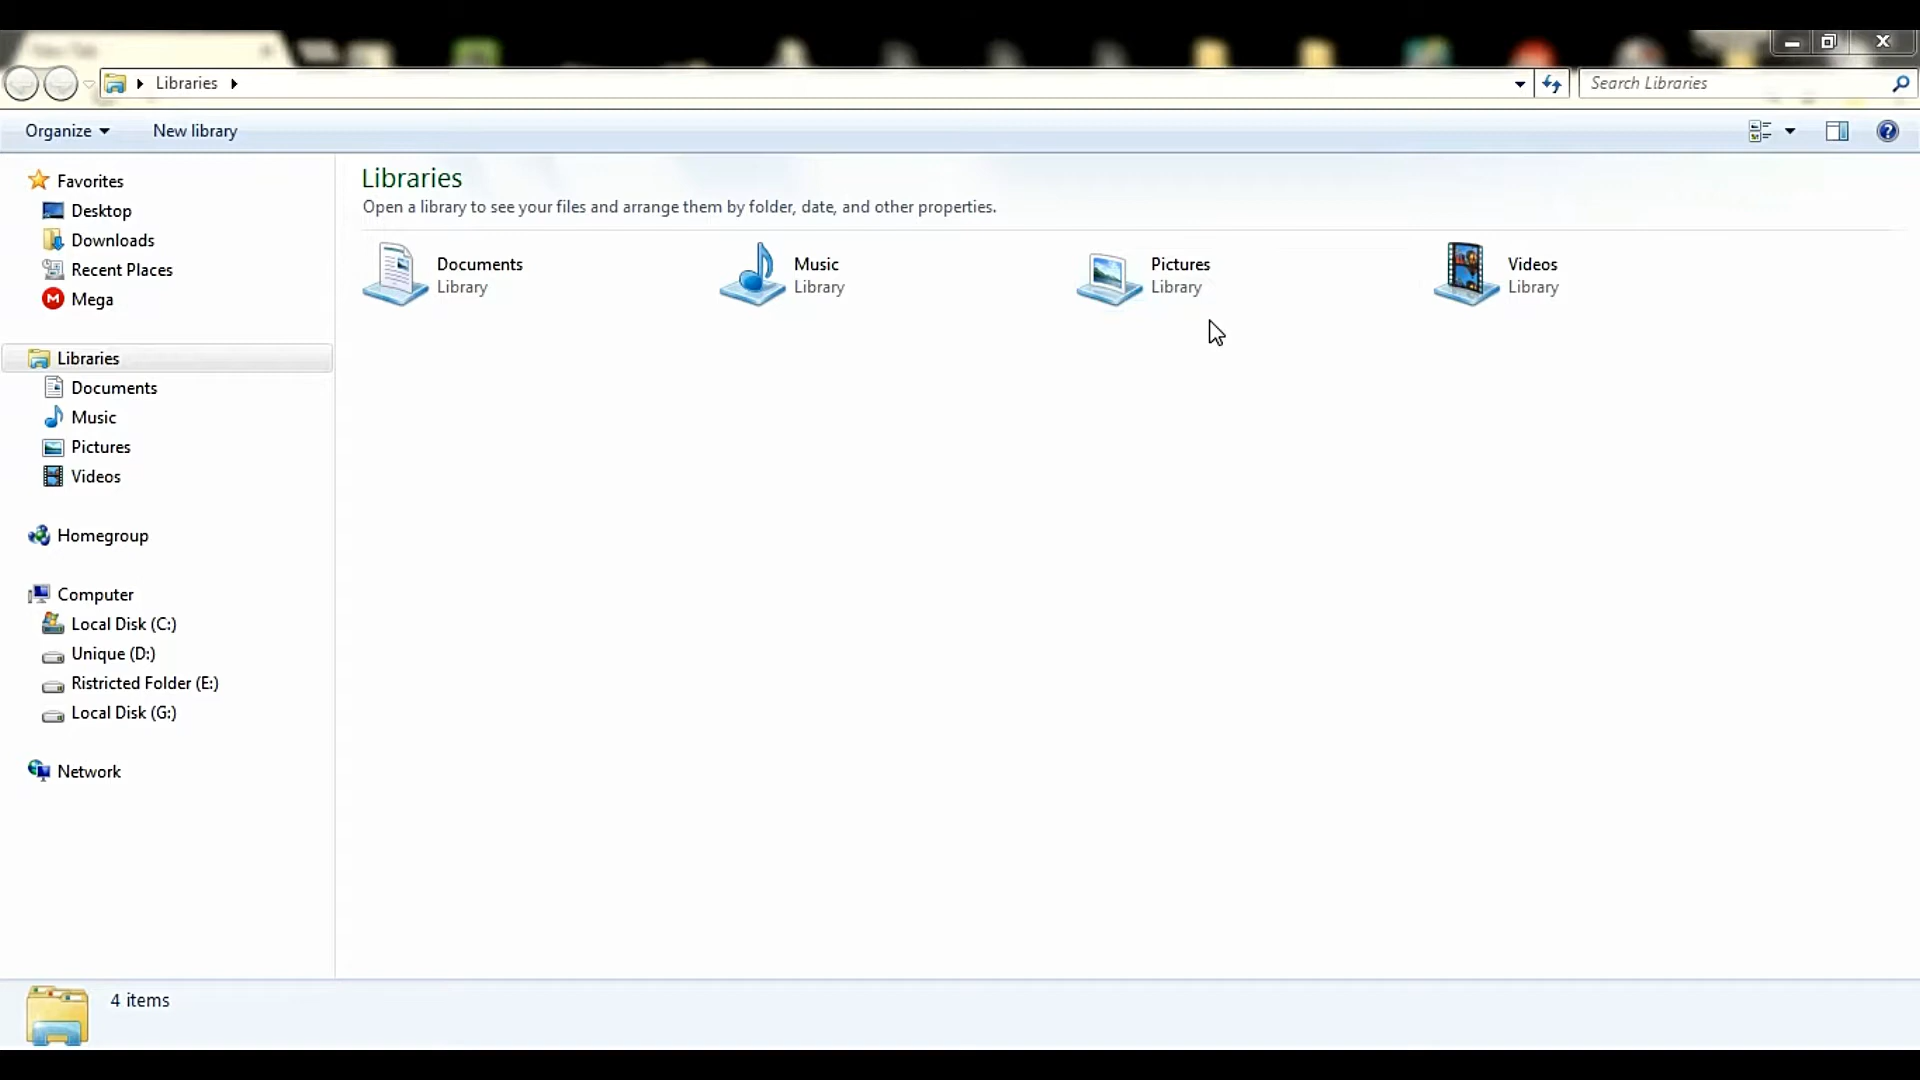 Libraries
Search Libraries
Organize
New library
Favorites
Desktop
Downloads
Recent Places
Mega
Libraries
Documents
Music
Pictures
Videos
Homegroup
Computer
Local Disk (C:)
Unique (D:)
Ristricted Folder (E:)
Local Disk (G:)
Network
Libraries
Open a library to see your files and arrange them by folder, date, and other properties.
Documents
Library
Music
Library
Pictures
Library
Videos
Library
4 items